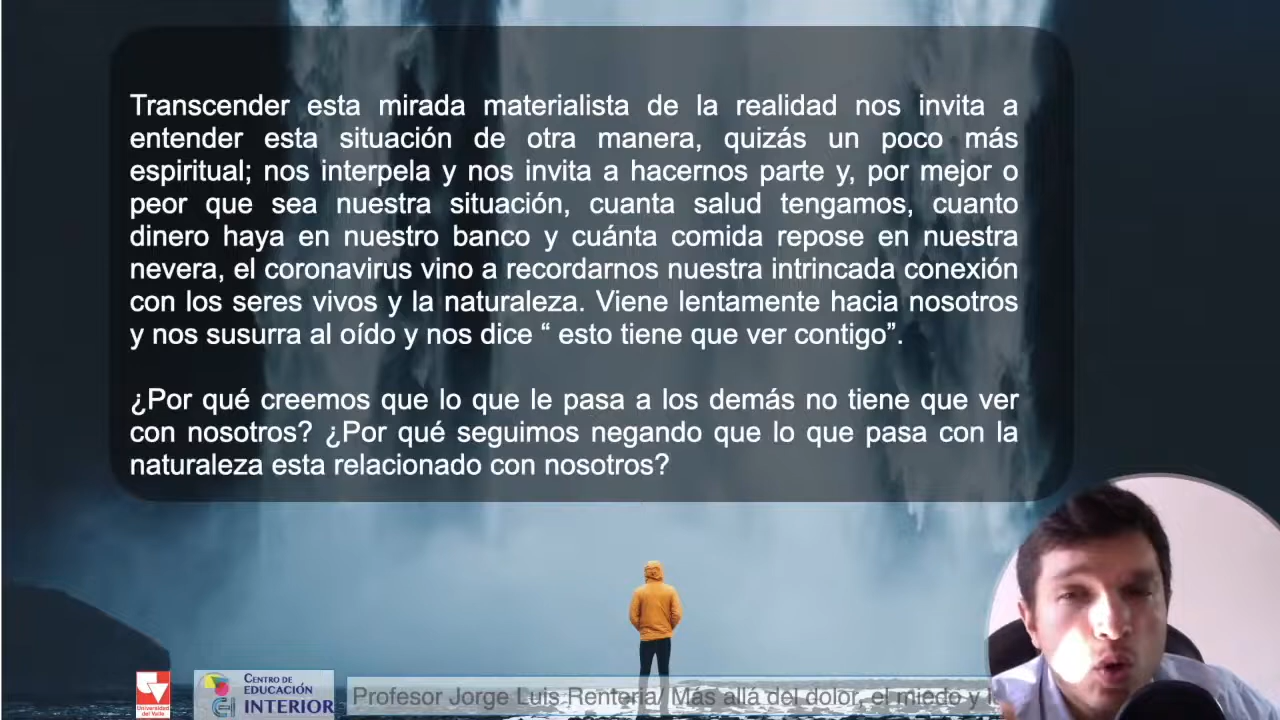 Transcender esta mirada materialista de la realidad nos invita a
entender esta situación de otra manera, quizás un poco más
espiritual; nos interpela y nos invita a hacernos parte y, por mejor o
peor que sea nuestra situación, cuanta salud tengamos, cuanto
dinero haya en nuestro banco y cuánta comida repose en nuestra
nevera, el coronavirus vino a recordarnos nuestra intrincada conexión
con los seres vivos y la naturaleza. Viene lentamente hacia nosotros
y nos susurra al oído y nos dice “ esto tiene que ver contigo”.
¿Por qué creemos que lo que le pasa a los demás no tiene que ver
con nosotros? ¿Por qué seguimos negando que lo que pasa con la
naturaleza esta relacionado con nosotros?
Universidad
del Valle
CENTRO DE
EDUCACIÓN
INTERIOR
Profesor Jorge Luis Rentería/ Más allá del dolor, el miedo y